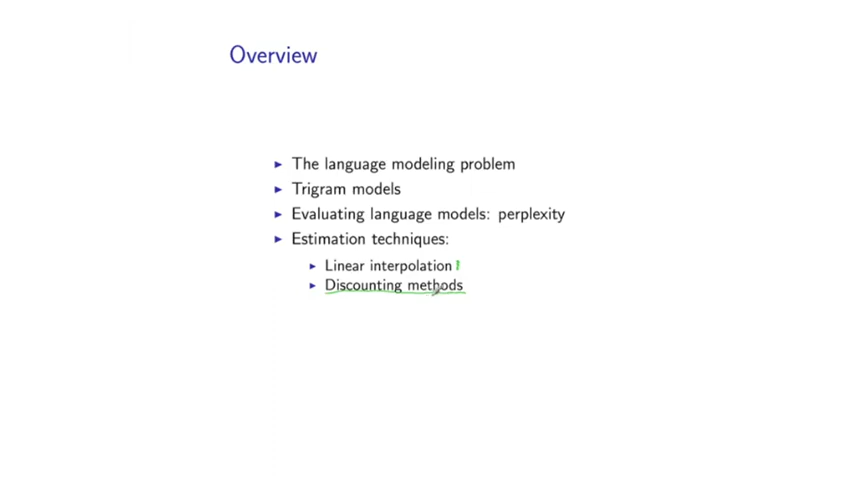 Overview
The language modeling problem
Trigram models
Evaluating language models: perplexity
Estimation techniques:
Linear interpolation
Discounting methods